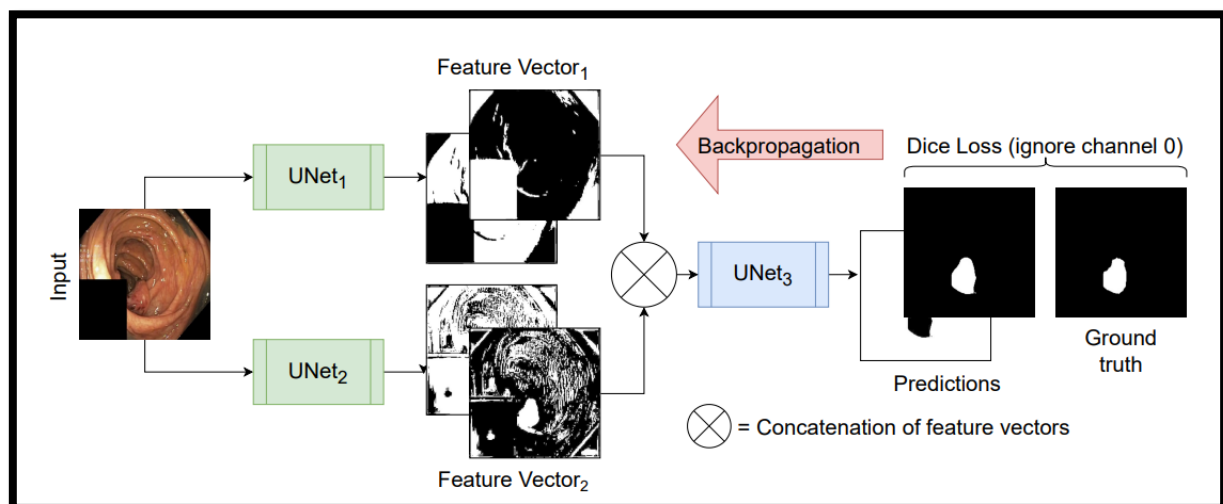 Feature Vector₁
Input
UNet₁
UNet₂
Feature Vector₂
Backpropagation
UNet₃
Dice Loss (ignore channel 0)
Predictions
Ground
truth
= Concatenation of feature vectors